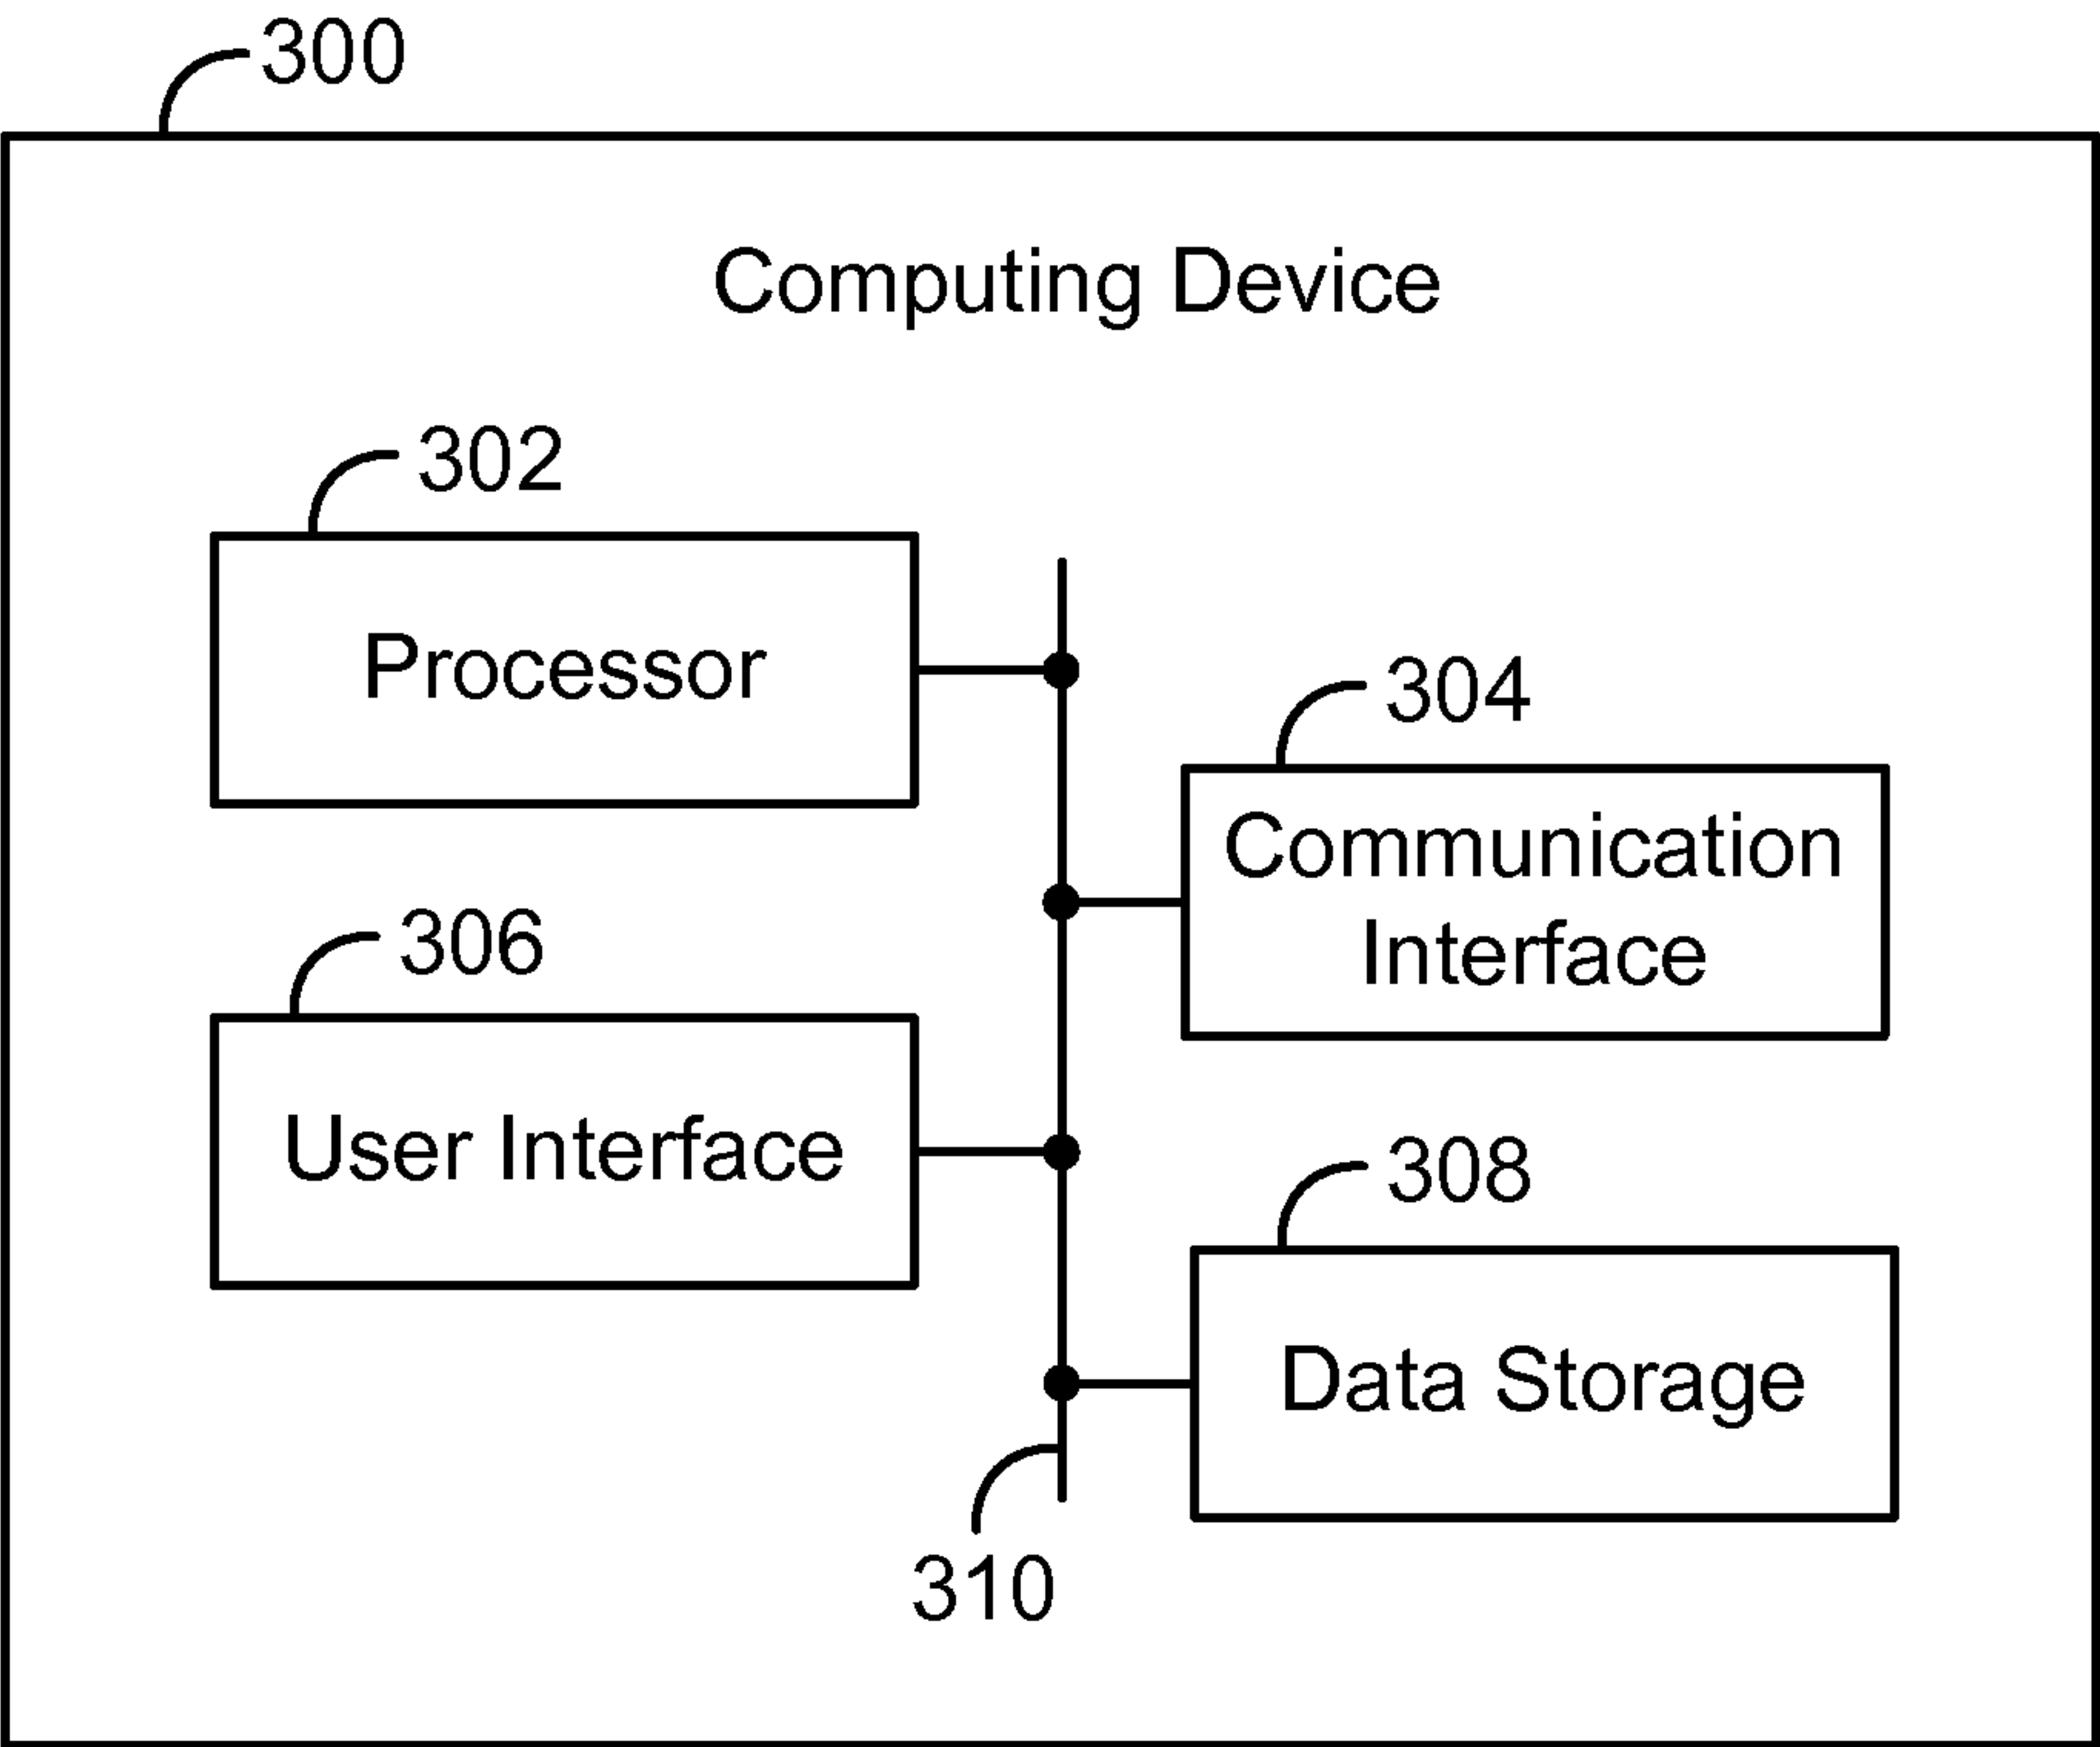 300
Computing Device
302
Processor
304
Communication
Interface
306
User Interface
308
Data Storage
310